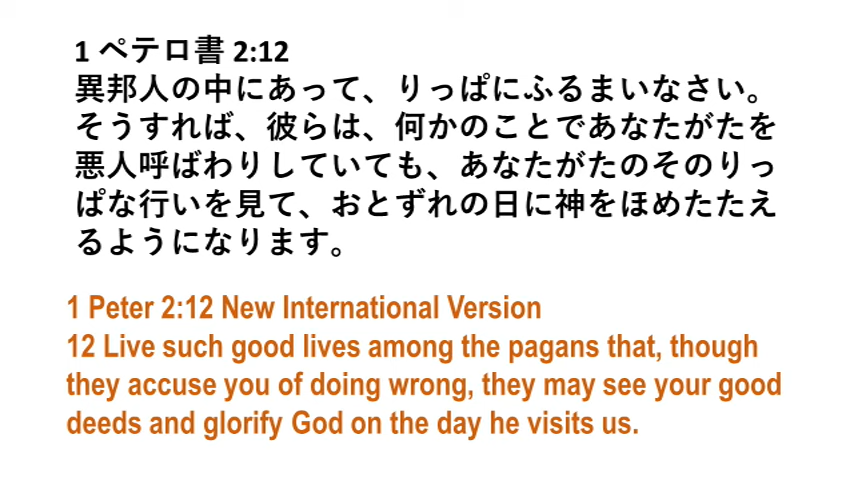 1 ペテロ書 2:12
異邦人の中にあって、りっぱにふるまいなさい。
そうすれば、彼らは、何かのことであなたがたを
悪人呼ばわりしていても、あなたがたのそのりっ
ぱな行いを見て、おとずれの日に神をほめたたえ
るようになります。
1 Peter 2:12 New International Version
12 Live such good lives among the pagans that, though
they accuse you of doing wrong, they may see your good
deeds and glorify God on the day he visits us.